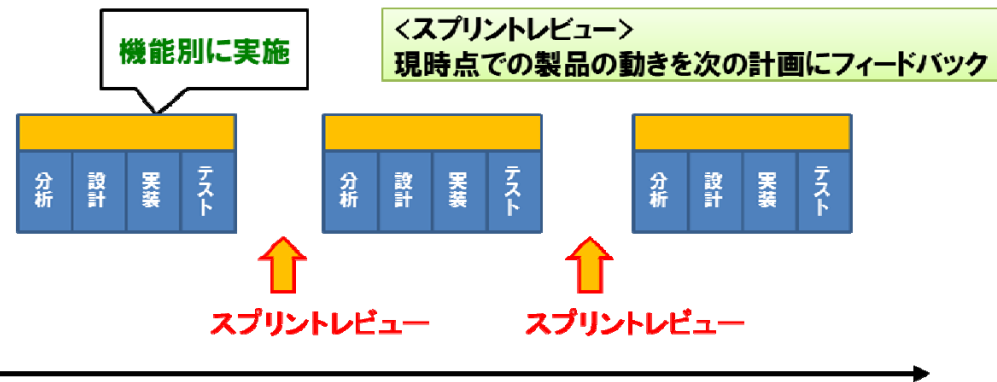 機能別に実施
<スプリントレビュー>
現時点での製品の動きを次の計画にフィードバック
分析 設計 実装 テスト
分析 設計 実装 テスト
分析 設計 実装 テスト
スプリントレビュー
スプリントレビュー